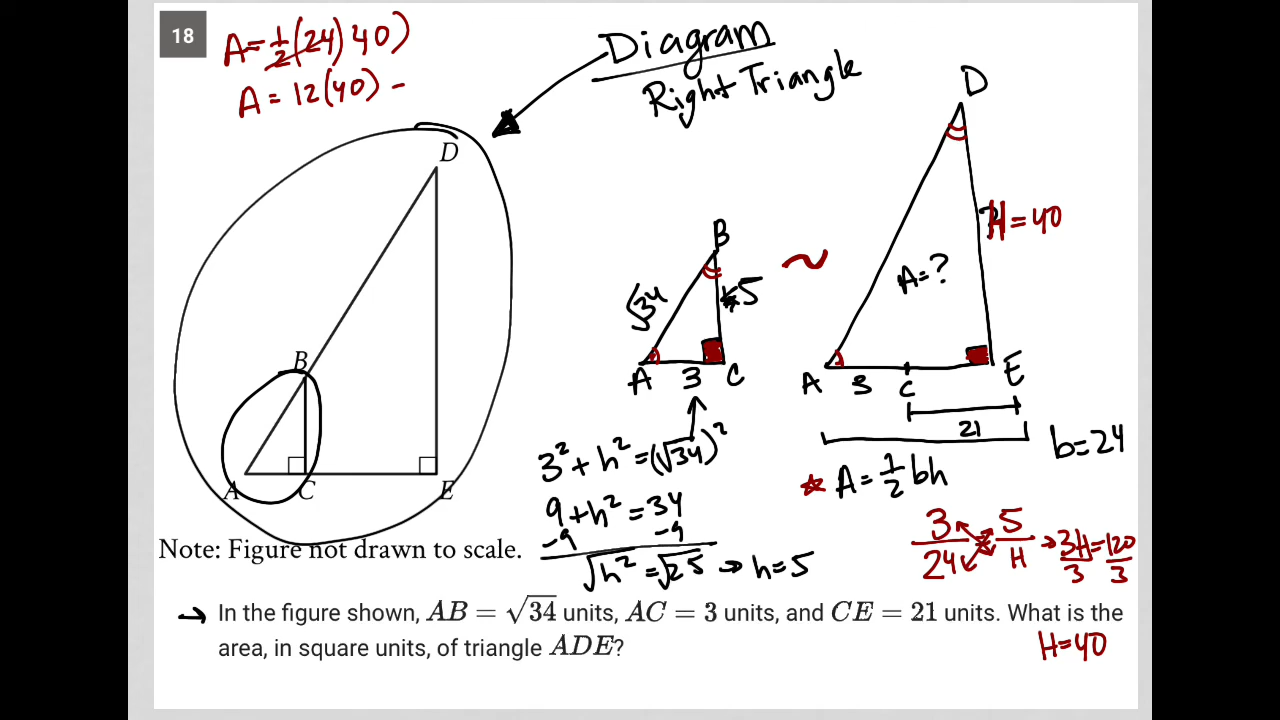 18
A=½(24)40)
A=12(40) –
Diagram
Right Triangle
D
B
A
C
E
B
√34
5
A
3
C
~
D
H=40
A=?
A
3
C
E
21
b=24
3²+h²=(√34)²
9+h²=34
-9 -9
√h²=√25 → h=5
* A=½bh
3/24 = 5/H → 3H/3=120/3
H=40
Note: Figure not drawn to scale.
→ In the figure shown, AB = √34 units, AC = 3 units, and CE = 21 units. What is the
area, in square units, of triangle ADE?